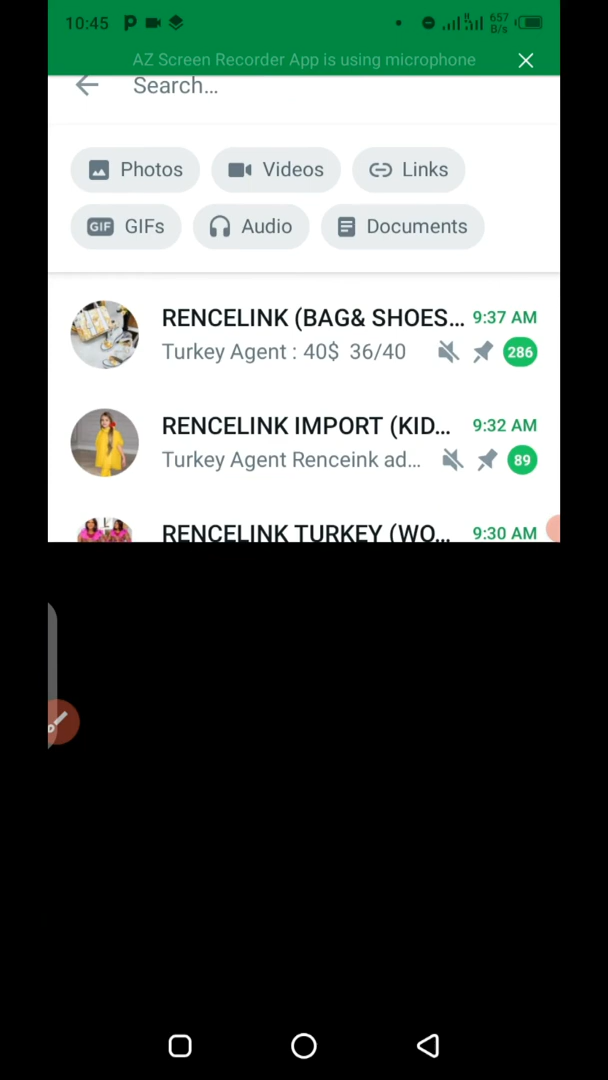 10:45
657
B/s
AZ Screen Recorder App is using microphone
Search...
Photos
Videos
Links
GIF GIFs
Audio
Documents
RENCELINK (BAG& SHOES... 9:37 AM
Turkey Agent : 40$ 36/40 286
RENCELINK IMPORT (KID... 9:32 AM
Turkey Agent Renceink ad... 89
RENCELINK TURKEY (WO... 9:30 AM